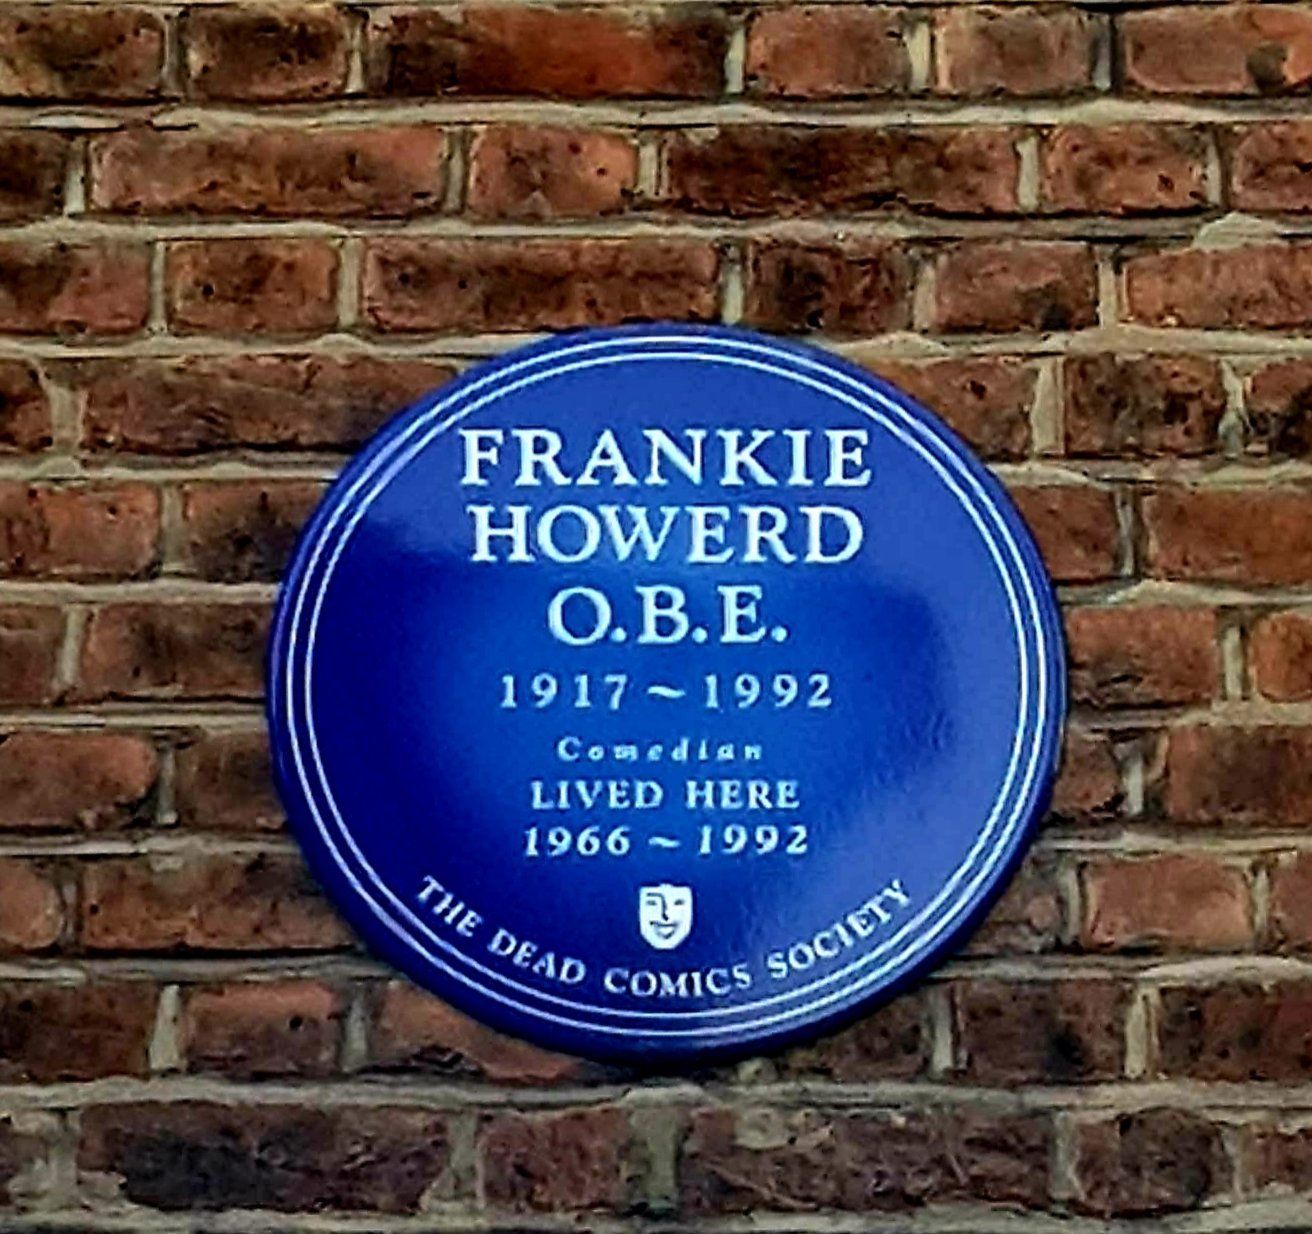 FRANKIE
HOWERD
O.B.E.
1917 ~ 1992
Comedian
LIVED HERE
1966 ~ 1992
THE DEAD COMICS SOCIETY